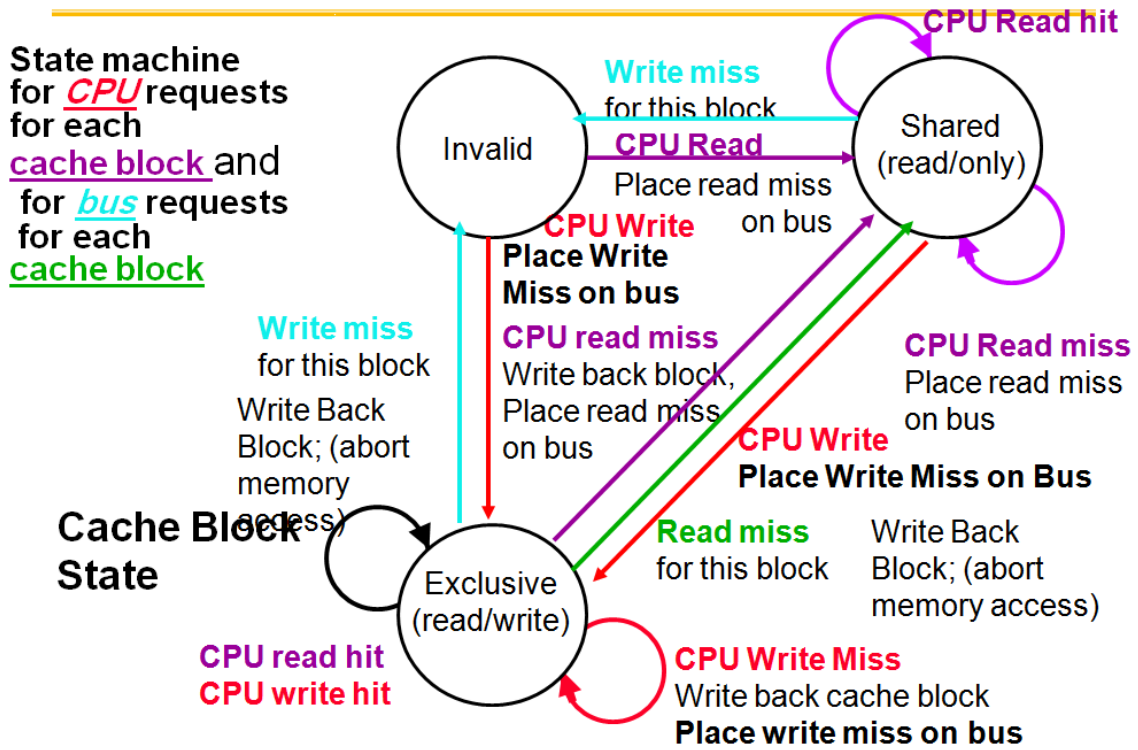 State machine
for CPU requests
for each
cache block and
for bus requests
for each
cache block
CPU Read hit
Write miss
for this block
Invalid
Shared
(read/only)
CPU Read
Place read miss
on bus
CPU Write
Place Write
Miss on bus
Write miss
for this block
Write Back
Block; (abort
memory
access)
CPU read miss
Write back block,
Place read miss
on bus
CPU Read miss
Place read miss
on bus
CPU Write
Place Write Miss on Bus
Cache Block
State
Read miss
for this block
Write Back
Block; (abort
memory access)
Exclusive
(read/write)
CPU read hit
CPU write hit
CPU Write Miss
Write back cache block
Place write miss on bus